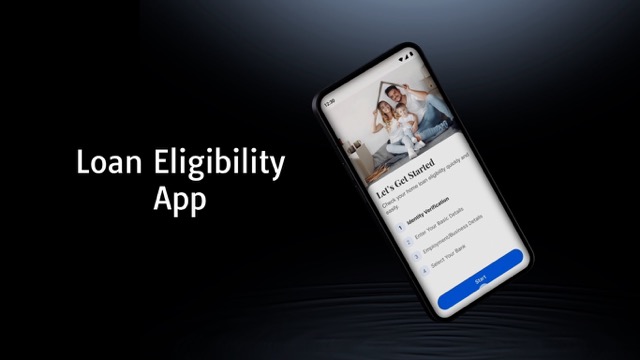 Loan Eligibility
App
12:30
Let's Get Started
Check your home loan eligibility quickly and
easily.
1 Identity Verification
2 Enter Your Basic Details
3 Employment/Business Details
4 Select Your Bank
Start